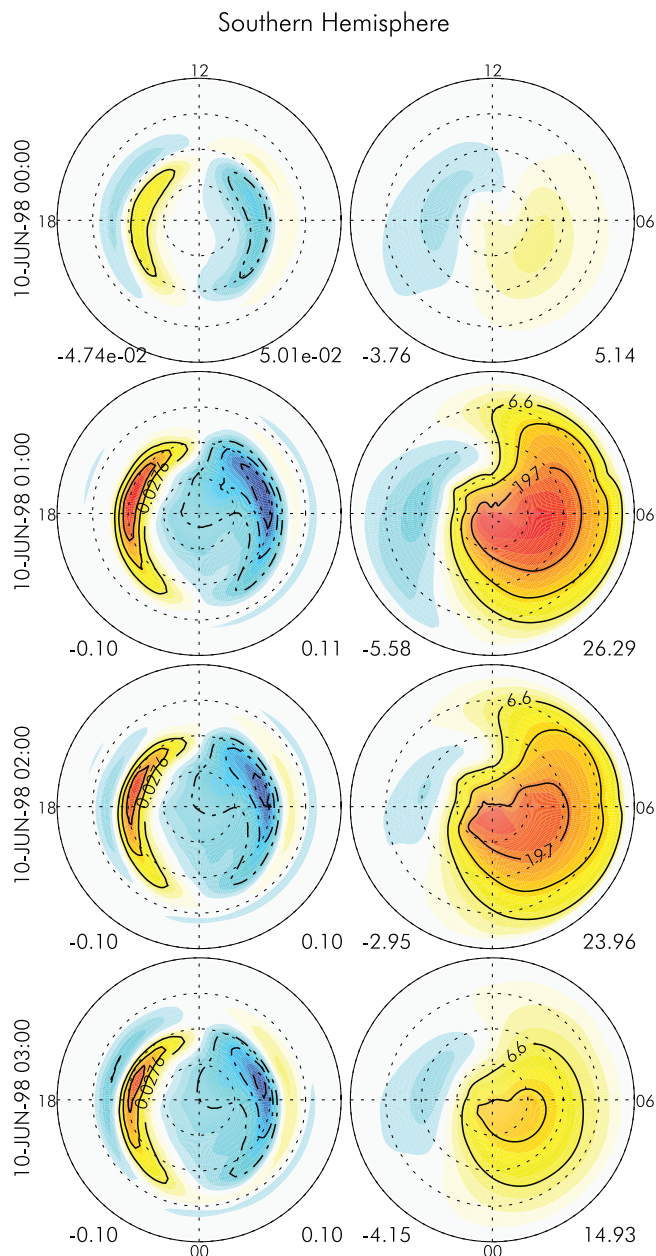 Southern Hemisphere
12 12
10-JUN-98 00:00
18 06
-4.74e-02 5.01e-02 -3.76 5.14
10-JUN-98 01:00
6.6
0.0276 19.7
18 06
-0.10 0.11 -5.58 26.29
10-JUN-98 02:00
6.6
0.0276
18 06
19.7
-0.10 0.10 -2.95 23.96
10-JUN-98 03:00
6.6
0.0276
18 06
-0.10 0.10 -4.15 14.93
00 00